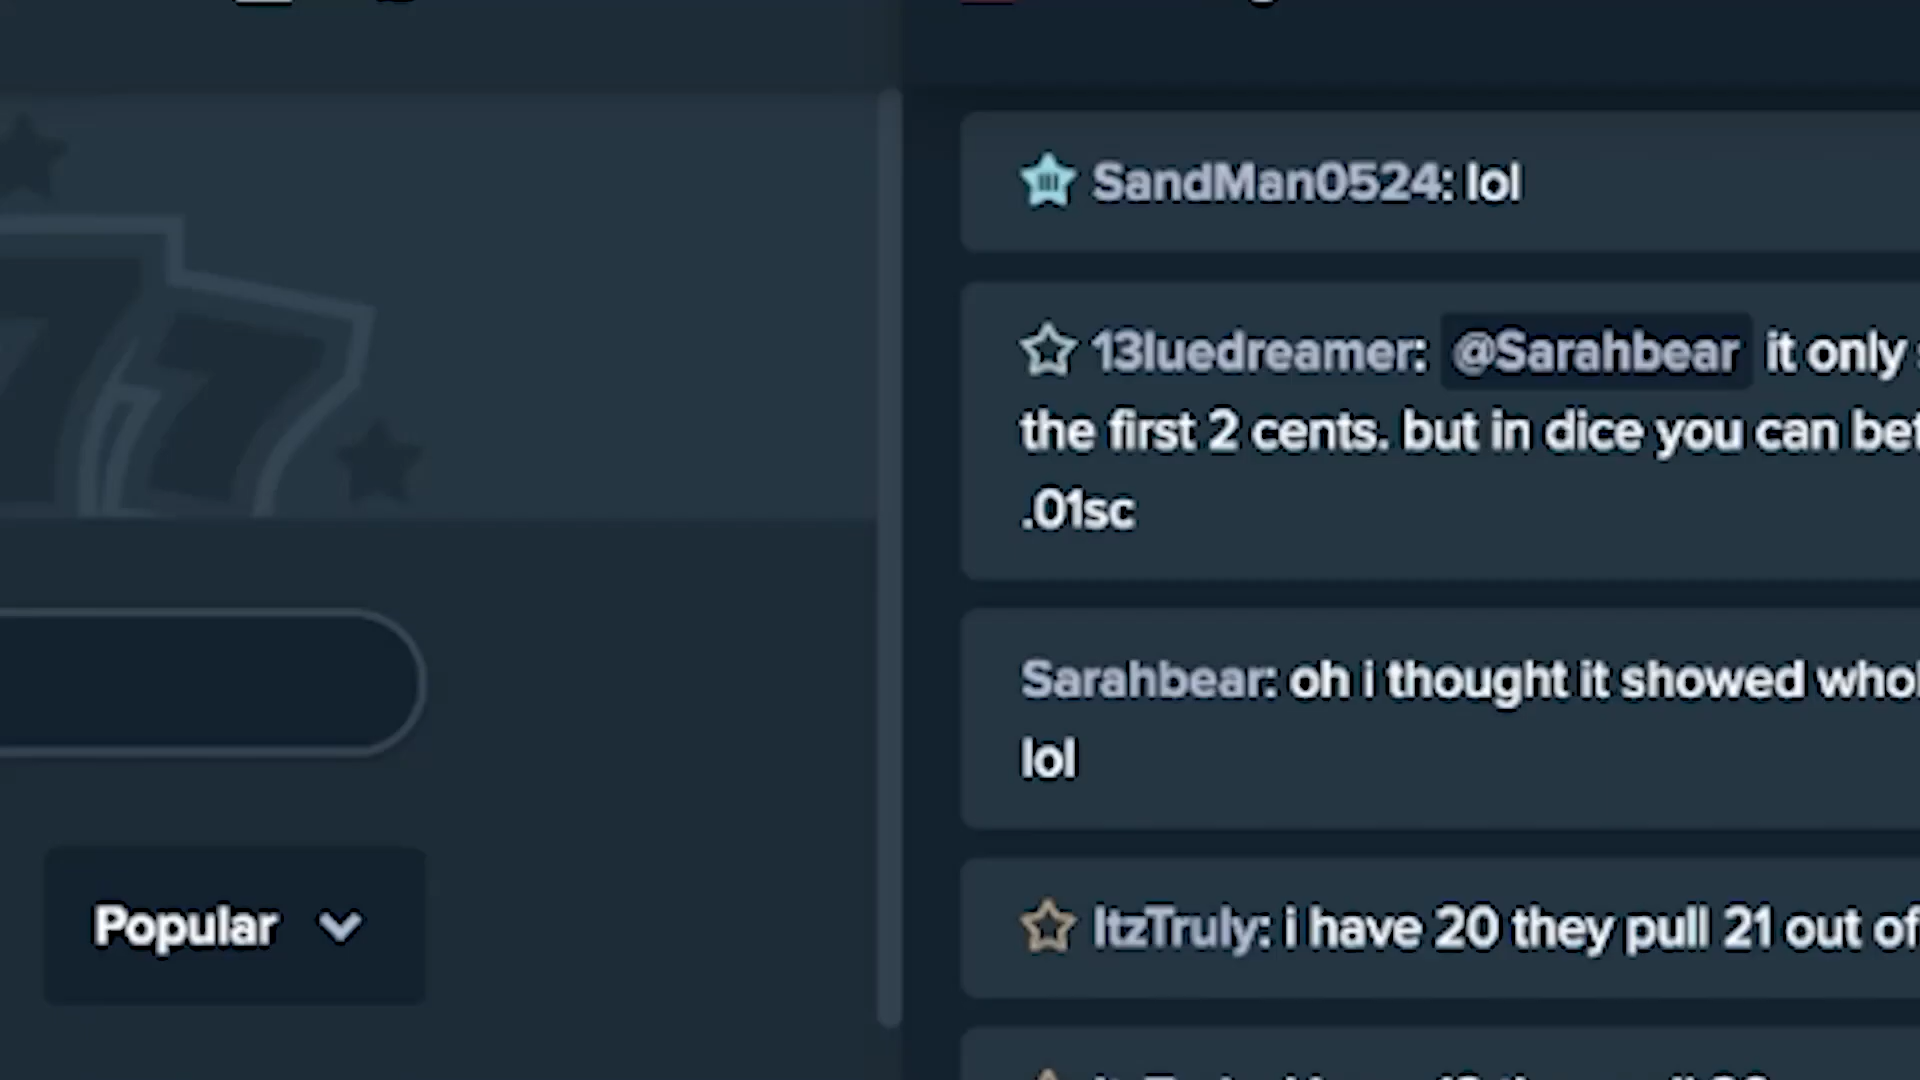 SandMan0524: lol
13luedreamer: @Sarahbear it only
the first 2 cents. but in dice you can bet
.01sc
Sarahbear: oh i thought it showed
lol
Popular
ItzTruly: i have 20 they pull 21 out of